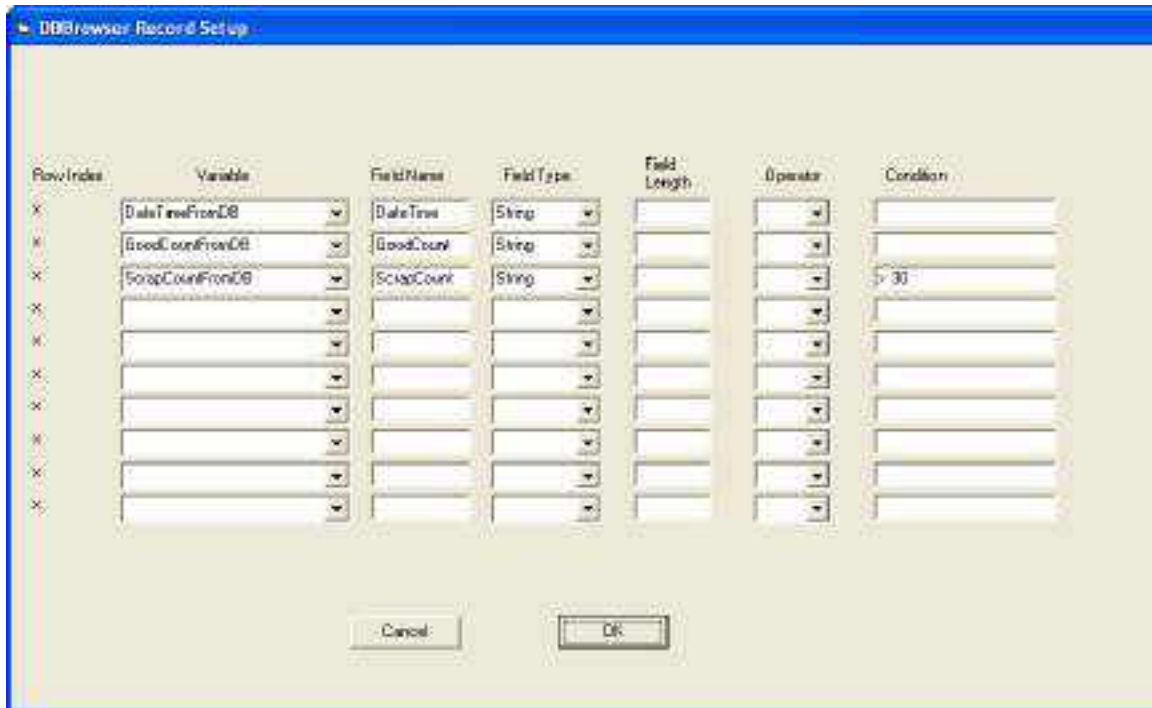 DBBrowser Record Setup
Row Index Variable Field Name Field Type Field Length Operator Condition
x DateTimeFromDB DateTime String
x GoodCountFromDB GoodCount String
x ScrapCountFromDB ScrapCount String > 30
x
x
x
x
x
x
x
Cancel OK